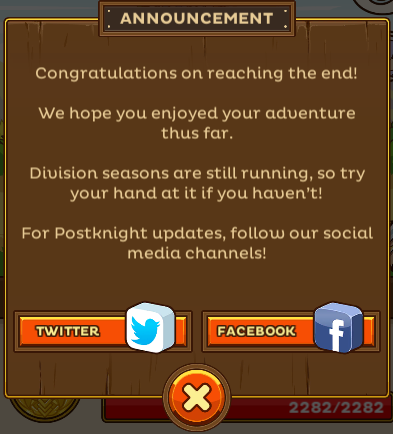 ANNOUNCEMENT
Congratulations on reaching the end!
We hope you enjoyed your adventure
thus far.
Division seasons are still running, so try
your hand at it if you haven't!
For Postknight updates, follow our social
media channels!
TWITTER
FACEBOOK
2282/2282